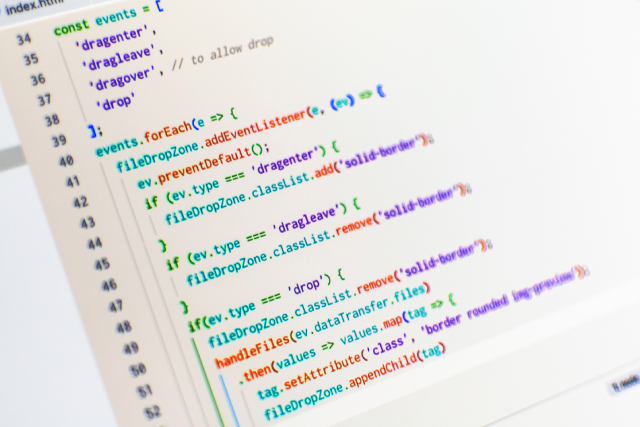 index.html
34 const events = [
35 'dragenter',
36 'dragleave',
37 'dragover', // to allow drop
38 'drop'
39 ];
40 events.forEach(e => {
41 fileDropZone.addEventListener(e, (ev) => {
42 ev.preventDefault();
43 if (ev.type === 'dragenter') {
44 fileDropZone.classList.add('solid-border');
45 }
46 if (ev.type === 'dragleave') {
47 fileDropZone.classList.remove('solid-border');
48 }
49 if(ev.type === 'drop') {
50 fileDropZone.classList.remove('solid-border');
51 handleFiles(ev.dataTransfer.files)
52 .then(values => values.map(tag => {
tag.setAttribute('class', 'border rounded img-preview');
fileDropZone.appendChild(tag)